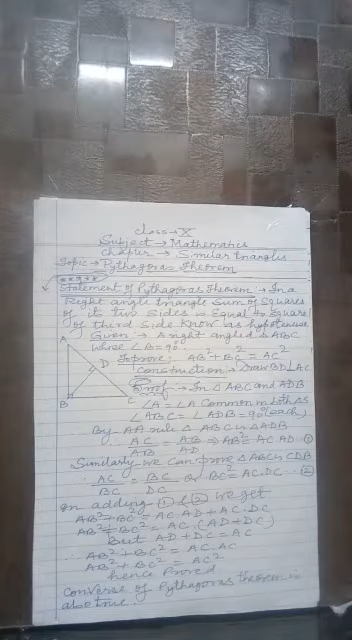 Class → X
Subject → Mathematics
Chapter → Similar triangles
Topic → Pythagoras Theorem
Statement of Pythagoras Theorem → In a
Right angle triangle Sum of Squares
of its two sides is Equal to square
of third side know as hypotenuse
Given → A right angled △ABC
whose ∠B = 90°
To prove: AB² + BC² = AC²
Construction → Draw BD ⊥ AC
Proof → In △ABC and ADB
∠A = ∠A Common in both △s
∠ABC = ∠ADB = 90° (each)
By AA rule △ABC ~ △ADB
AC/AB = AB/AD ⇒ AB² = AC·AD - ①
Similarly we can prove △ABC ~ CDB
AC/BC = BC/DC or BC² = AC.DC - ②
on adding ① & ② we get
AB² + BC² = AC.AD + AC.DC
AB² + BC² = AC.(AD+DC)
but AD + DC = AC
∴ AB² + BC² = AC.AC
AB² + BC² = AC²
hence Proved
Converse of Pythagoras theorem is
also true
A
D
B
C